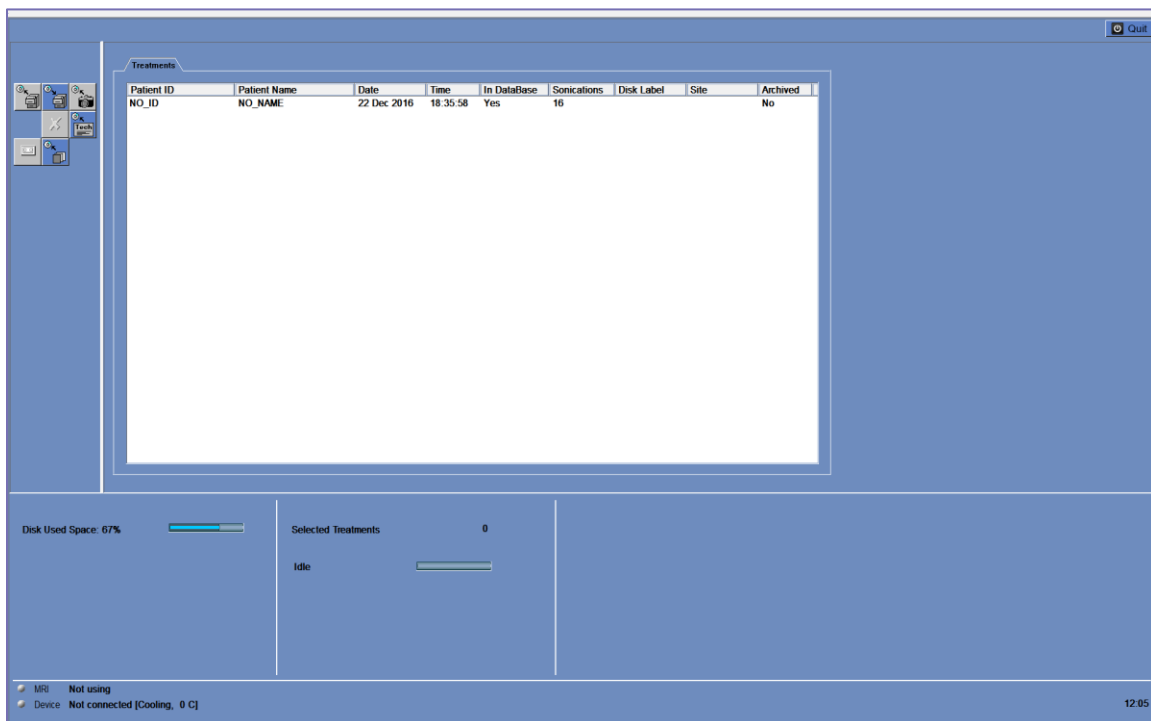 Quit
Treatments
Patient ID Patient Name Date Time In DataBase Sonications Disk Label Site Archived
NO_ID NO_NAME 22 Dec 2016 18:35:58 Yes 16 No
Tech
Disk Used Space: 67%
Selected Treatments 0
Idle
MRI Not using
Device Not connected [Cooling, 0 C]
12:05